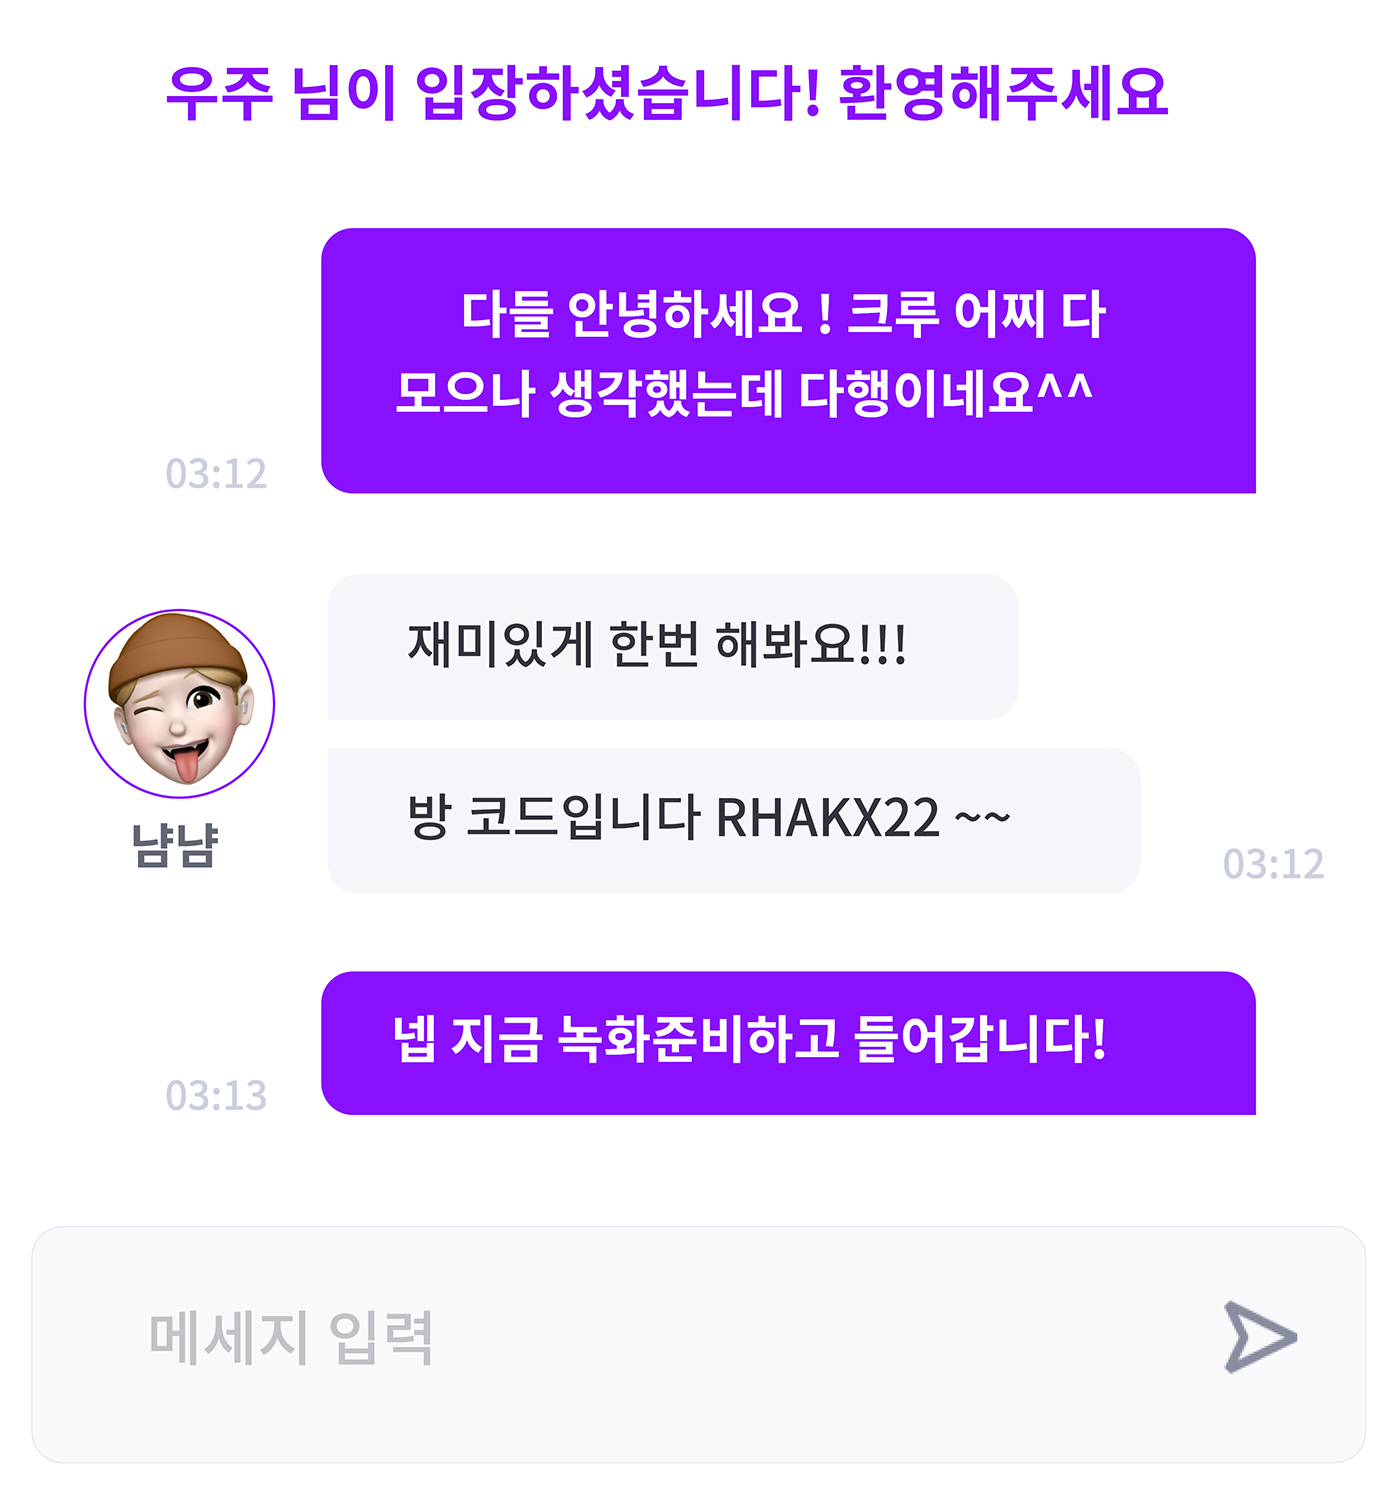 우주 님이 입장하셨습니다! 환영해주세요
다들 안녕하세요 ! 크루 어찌 다
모으나 생각했는데 다행이네요^^
03:12
재미있게 한번 해봐요!!!
방 코드입니다 RHAKX22 ~~
냠냠
03:12
넵 지금 녹화준비하고 들어갑니다!
03:13
메세지 입력